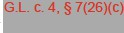 G.L. c. 4, § 7(26)(c)